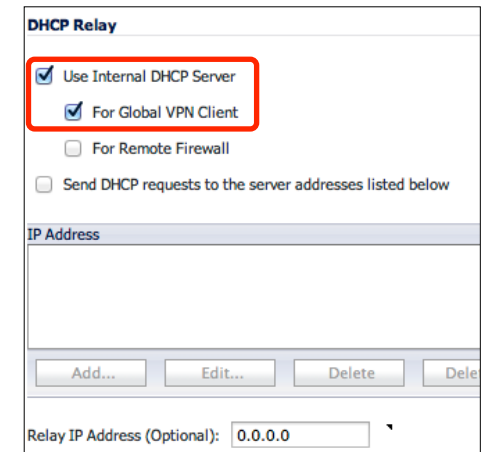 DHCP Relay
Use Internal DHCP Server
For Global VPN Client
For Remote Firewall
Send DHCP requests to the server addresses listed below
IP Address
Add... Edit... Delete Dele
Relay IP Address (Optional): 0.0.0.0